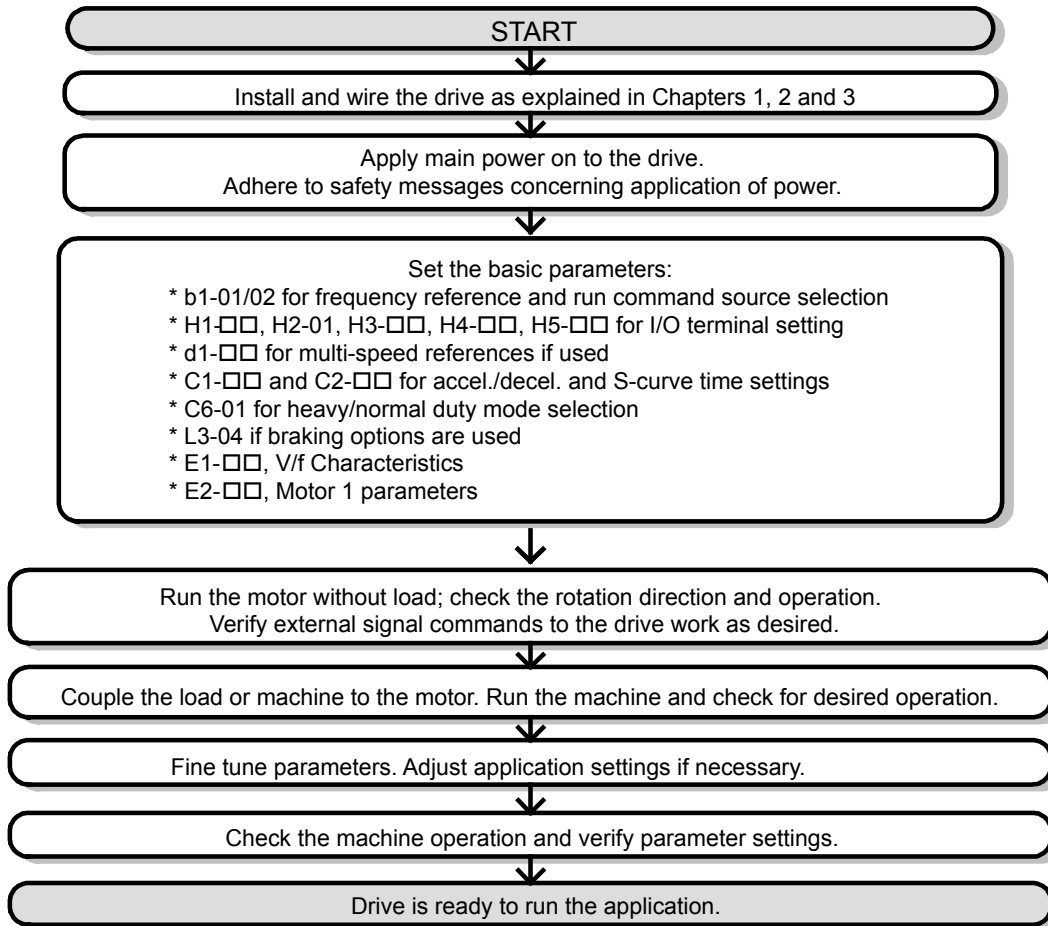 START
Install and wire the drive as explained in Chapters 1, 2 and 3
Apply main power on to the drive.
Adhere to safety messages concerning application of power.
Set the basic parameters:
* b1-01/02 for frequency reference and run command source selection
* H1-□□, H2-01, H3-□□, H4-□□, H5-□□ for I/O terminal setting
* d1-□□ for multi-speed references if used
* C1-□□ and C2-□□ for accel./decel. and S-curve time settings
* C6-01 for heavy/normal duty mode selection
* L3-04 if braking options are used
* E1-□□, V/f Characteristics
* E2-□□, Motor 1 parameters
Run the motor without load; check the rotation direction and operation.
Verify external signal commands to the drive work as desired.
Couple the load or machine to the motor. Run the machine and check for desired operation.
Fine tune parameters. Adjust application settings if necessary.
Check the machine operation and verify parameter settings.
Drive is ready to run the application.